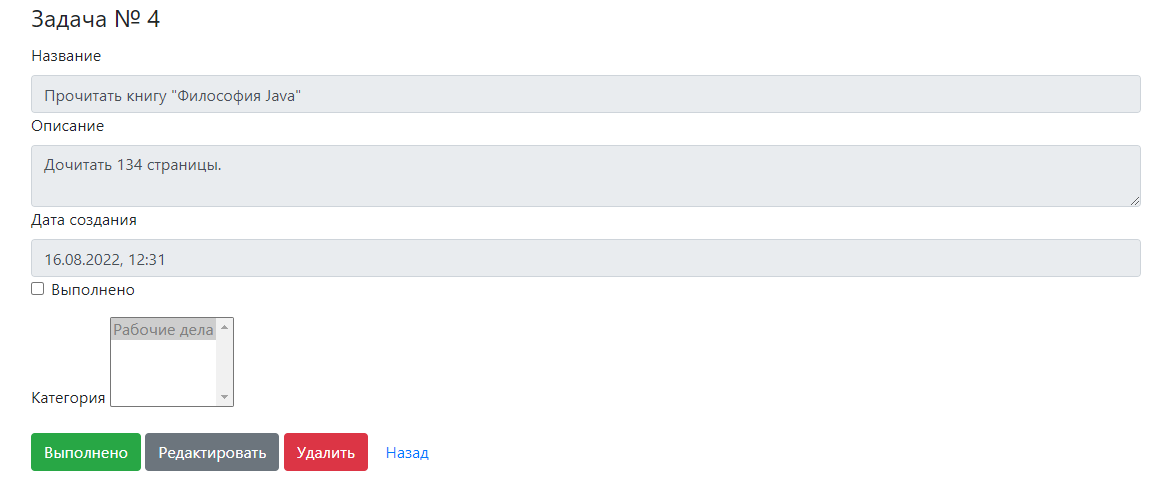 Задача № 4
Название
Прочитать книгу "Философия Java"
Описание
Дочитать 134 страницы.
Дата создания
16.08.2022, 12:31
Выполнено
Рабочие дела
Категория
Выполнено Редактировать Удалить Назад